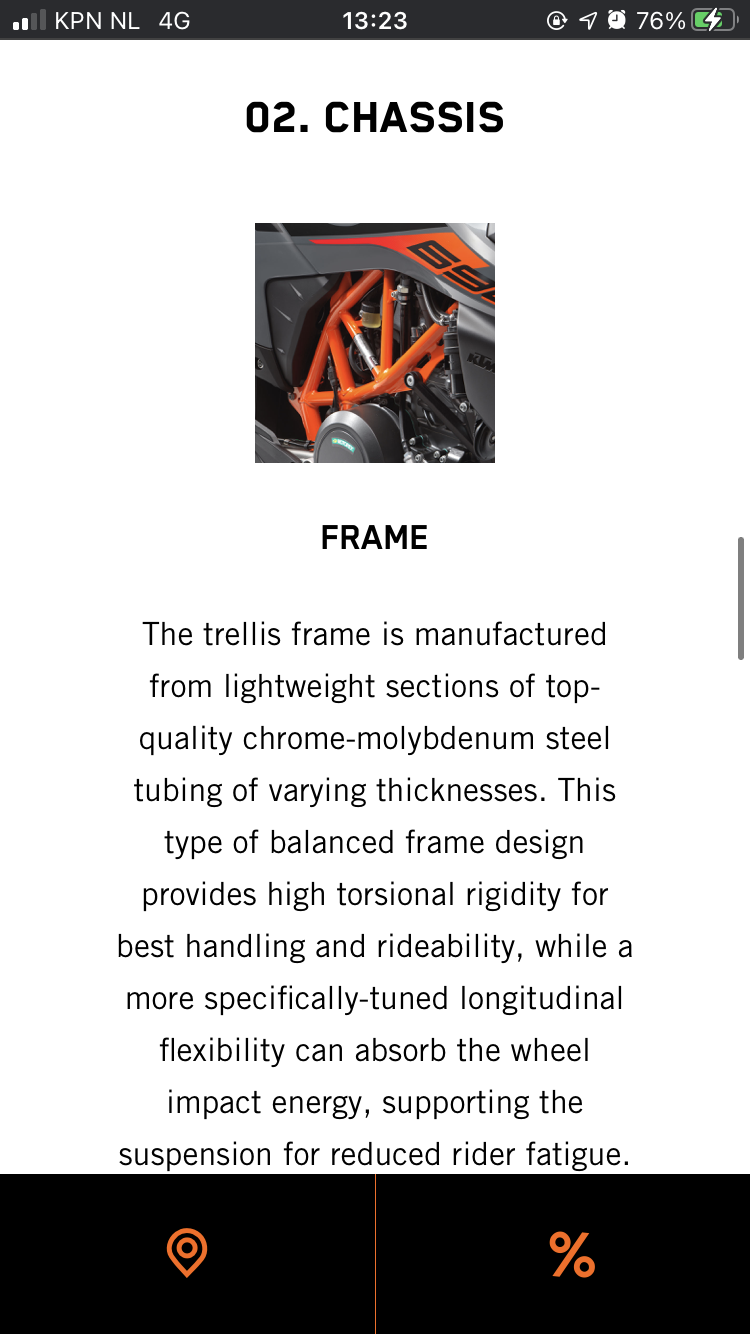 KPN NL 4G 13:23 76%
02. CHASSIS
690
KTM
FRAME
The trellis frame is manufactured
from lightweight sections of top-
quality chrome-molybdenum steel
tubing of varying thicknesses. This
type of balanced frame design
provides high torsional rigidity for
best handling and rideability, while a
more specifically-tuned longitudinal
flexibility can absorb the wheel
impact energy, supporting the
suspension for reduced rider fatigue.
%